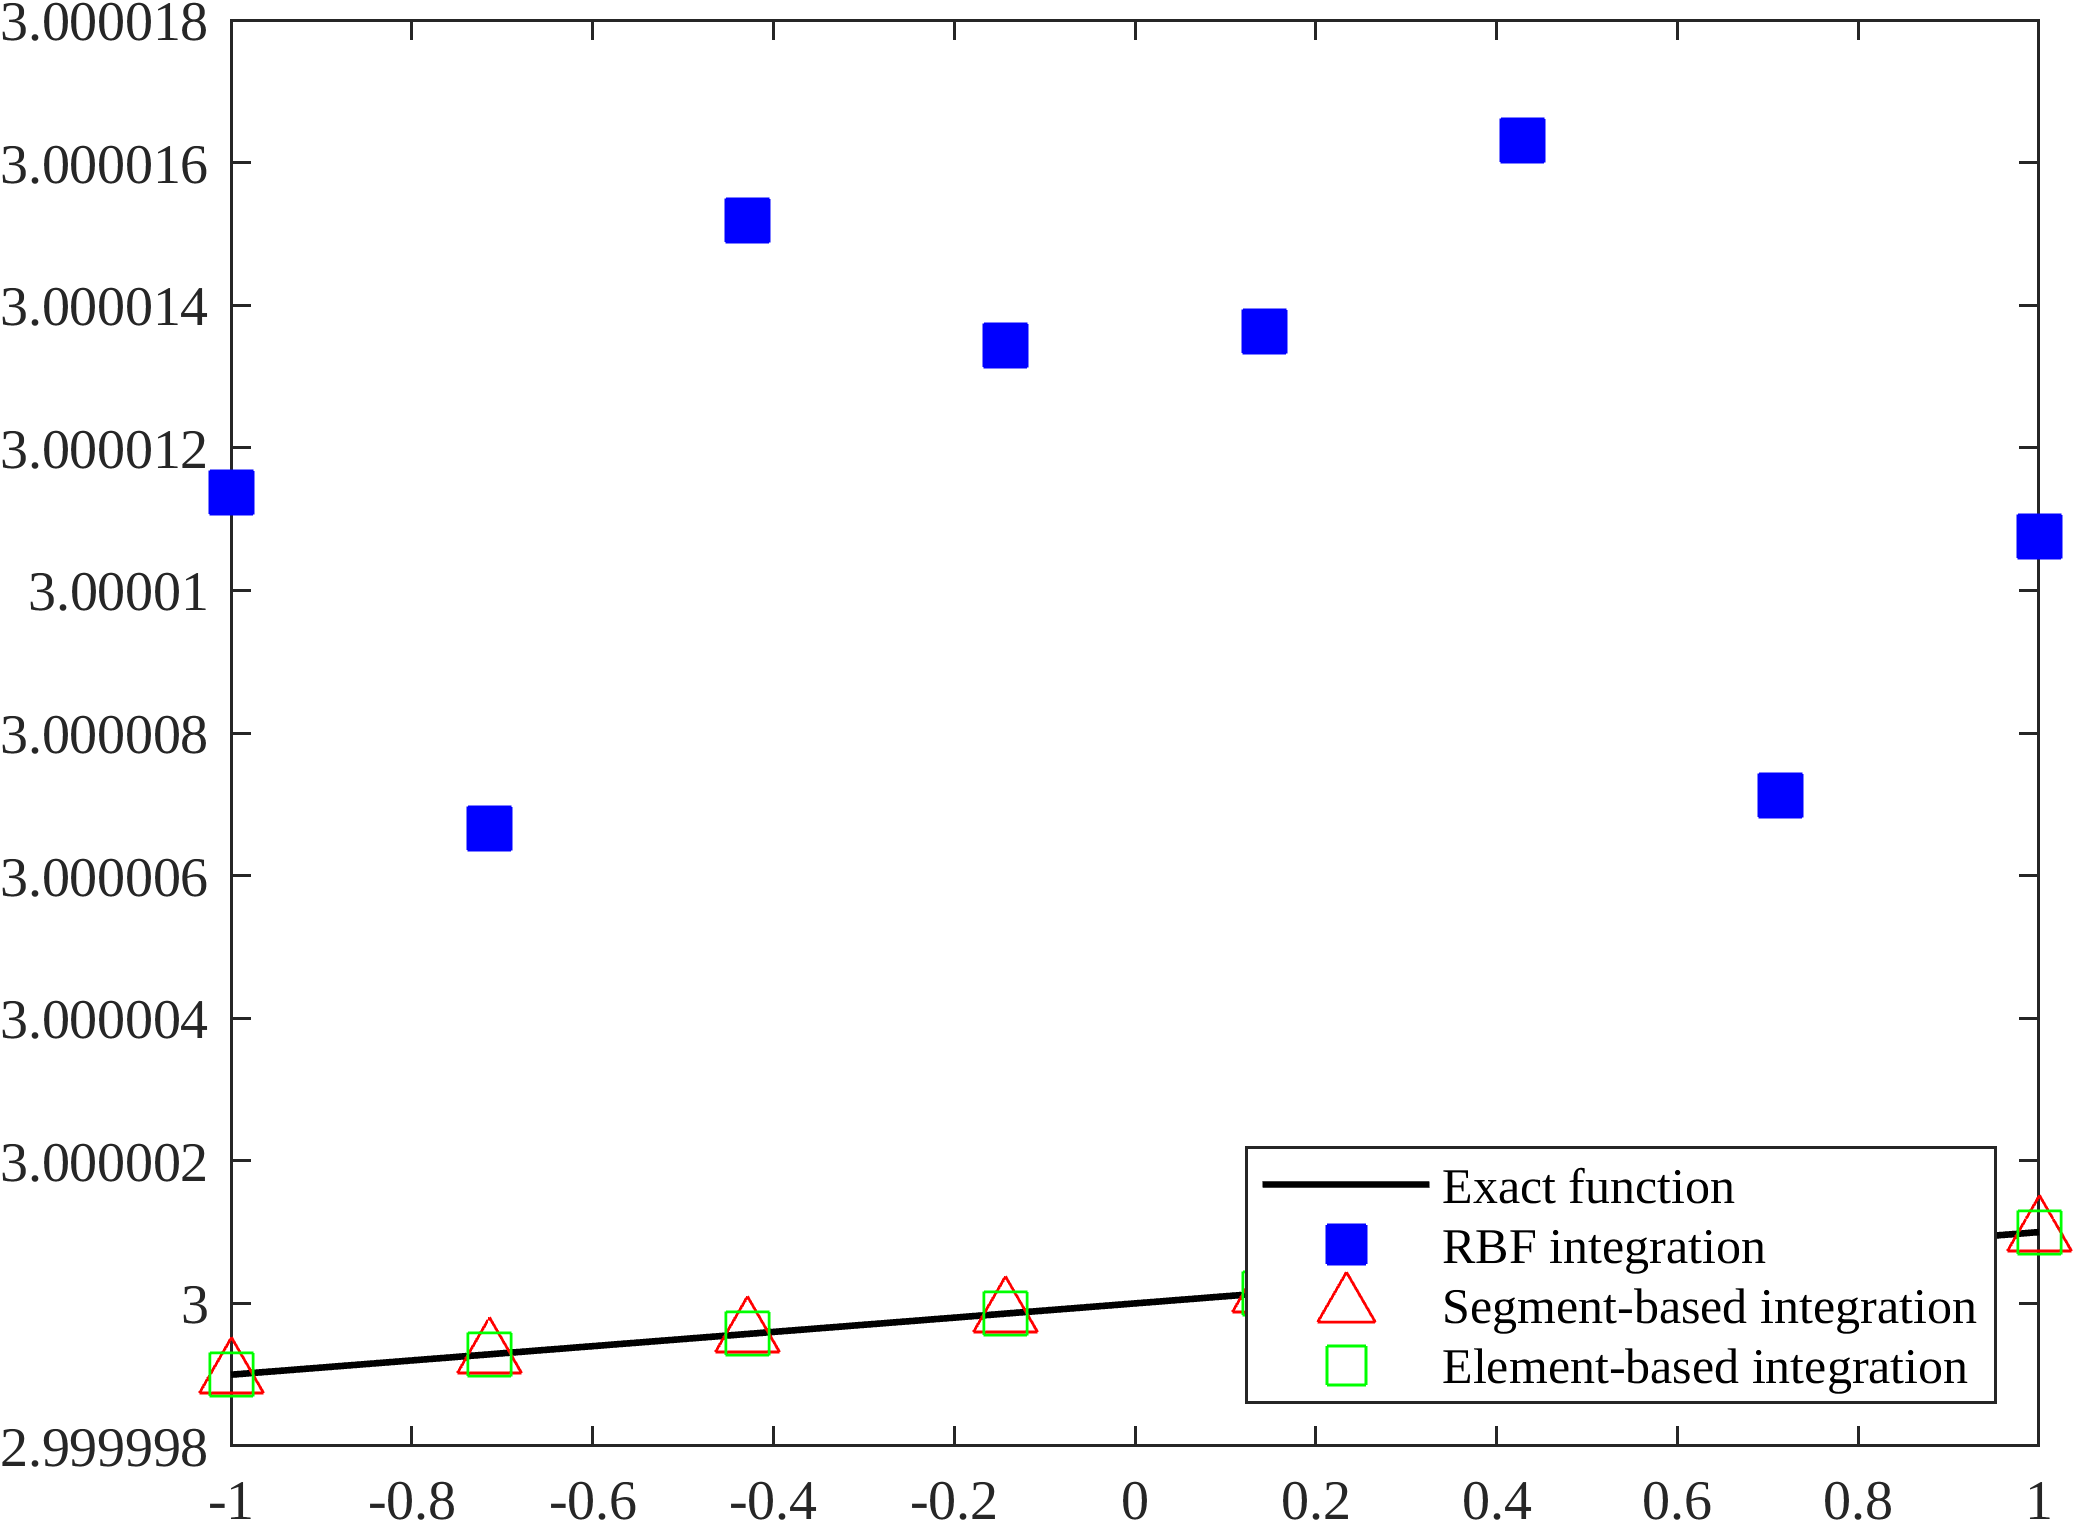 3.000018
3.000016
3.000014
3.000012
3.00001
3.000008
3.000006
3.000004
3.000002
3
2.999998
-1 -0.8 -0.6 -0.4 -0.2 0 0.2 0.4 0.6 0.8 1
Exact function
RBF integration
Segment-based integration
Element-based integration